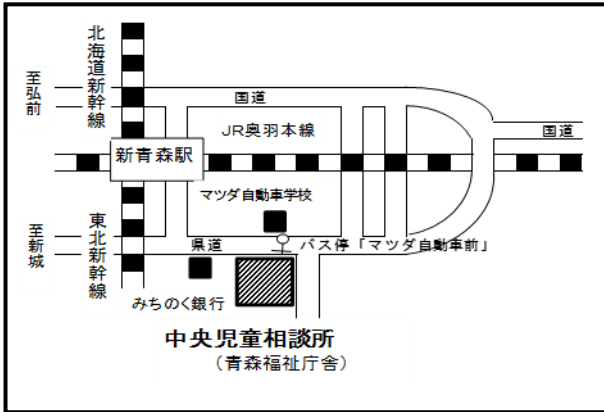 北海道新幹線
至弘前
国道
国道
JR奥羽本線
新青森駅
マツダ自動車学校
至新城
東北新幹線
県道
バス停「マツダ自動車前」
みちのく銀行
中央児童相談所
（青森福祉庁舎）